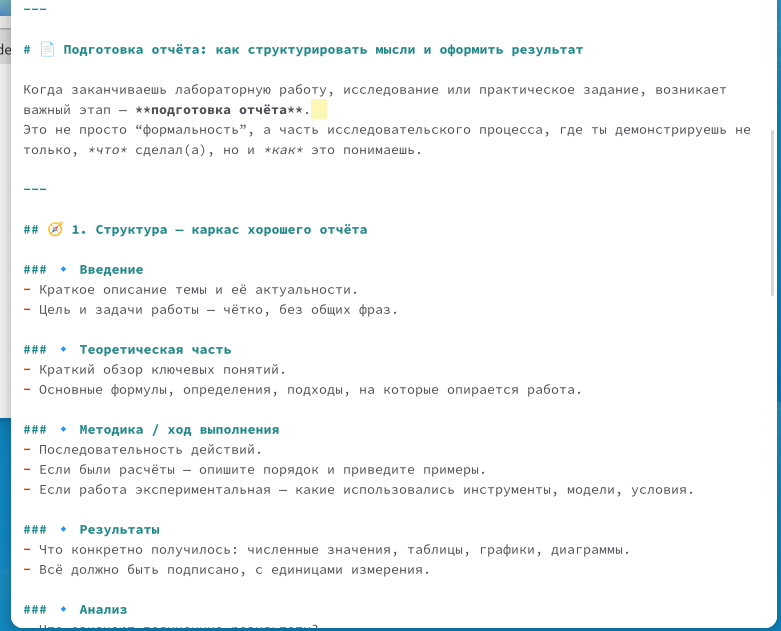 ---
# 📄 Подготовка отчёта: как структурировать мысли и оформить результат
Когда заканчиваешь лабораторную работу, исследование или практическое задание, возникает
важный этап — **подготовка отчёта**.
Это не просто “формальность”, а часть исследовательского процесса, где ты демонстрируешь не
только, *что* сделал(а), но и *как* это понимаешь.
---
## 🧭 1. Структура — каркас хорошего отчёта
### 🔹 Введение
- Краткое описание темы и её актуальности.
- Цель и задачи работы — чётко, без общих фраз.
### 🔹 Теоретическая часть
- Краткий обзор ключевых понятий.
- Основные формулы, определения, подходы, на которые опирается работа.
### 🔹 Методика / ход выполнения
- Последовательность действий.
- Если были расчёты — опишите порядок и приведите примеры.
- Если работа экспериментальная — какие использовались инструменты, модели, условия.
### 🔹 Результаты
- Что конкретно получилось: численные значения, таблицы, графики, диаграммы.
- Всё должно быть подписано, с единицами измерения.
### 🔹 Анализ